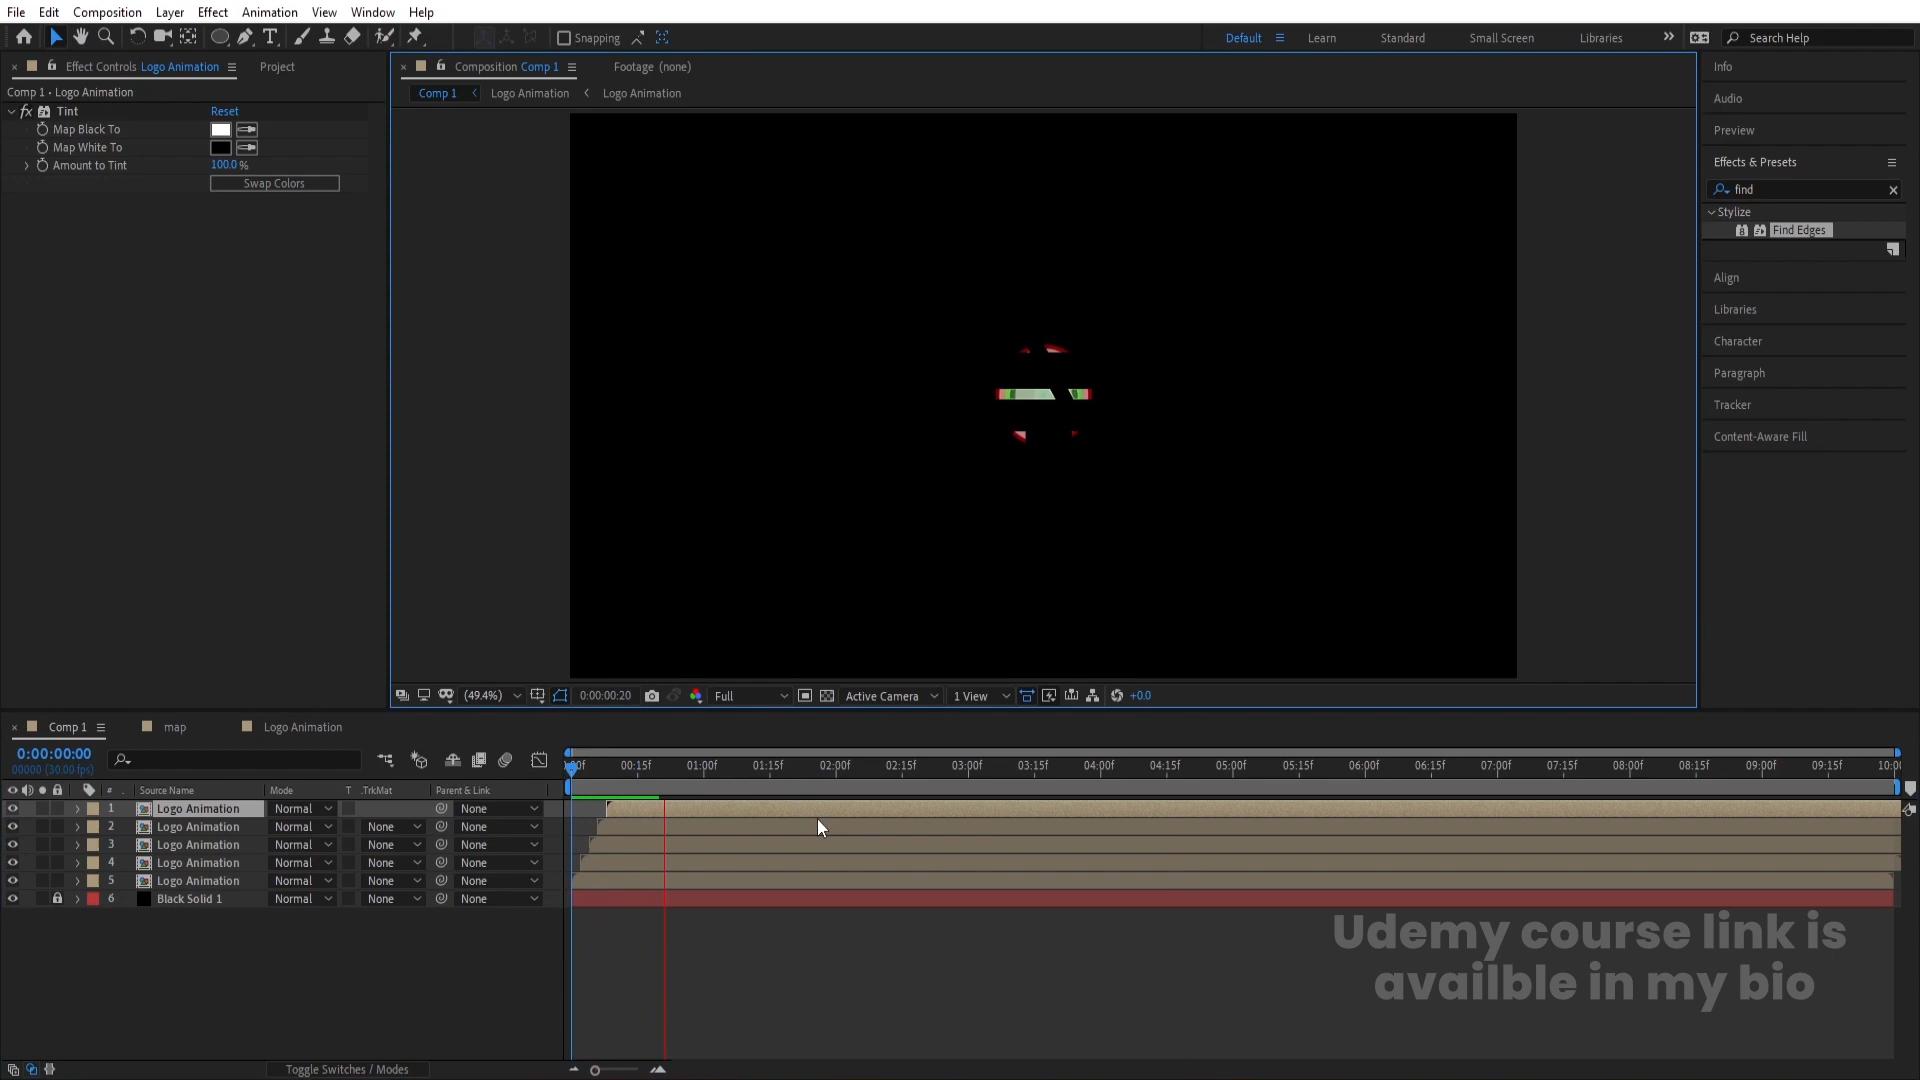 File Edit Composition Layer Effect Animation View Window Help
Snapping
Default Learn Standard Small Screen Libraries Search Help
Effect Controls Logo Animation Project
Comp 1 • Logo Animation
fx Tint Reset
Map Black To
Map White To
Amount to Tint 100.0 %
Swap Colors
Composition Comp 1 Footage (none)
Comp 1 Logo Animation Logo Animation
(49.4%) 0:00:00:20 Full Active Camera 1 View +0.0
Info
Audio
Preview
Effects & Presets
find
Stylize
Find Edges
Align
Libraries
Character
Paragraph
Tracker
Content-Aware Fill
Comp 1 map Logo Animation
0:00:00:00
00000 (30.00 fps)
# Source Name Mode T .TrkMat Parent & Link
:00f 00:15f 01:00f 01:15f 02:00f 02:15f 03:00f 03:15f 04:00f 04:15f 05:00f 05:15f 06:00f 06:15f 07:00f 07:15f 08:00f 08:15f 09:00f 09:15f 10:0
1 Logo Animation Normal None
2 Logo Animation Normal None None
3 Logo Animation Normal None None
4 Logo Animation Normal None None
5 Logo Animation Normal None None
6 Black Solid 1 Normal None None
Udemy course link is
availble in my bio
Toggle Switches / Modes